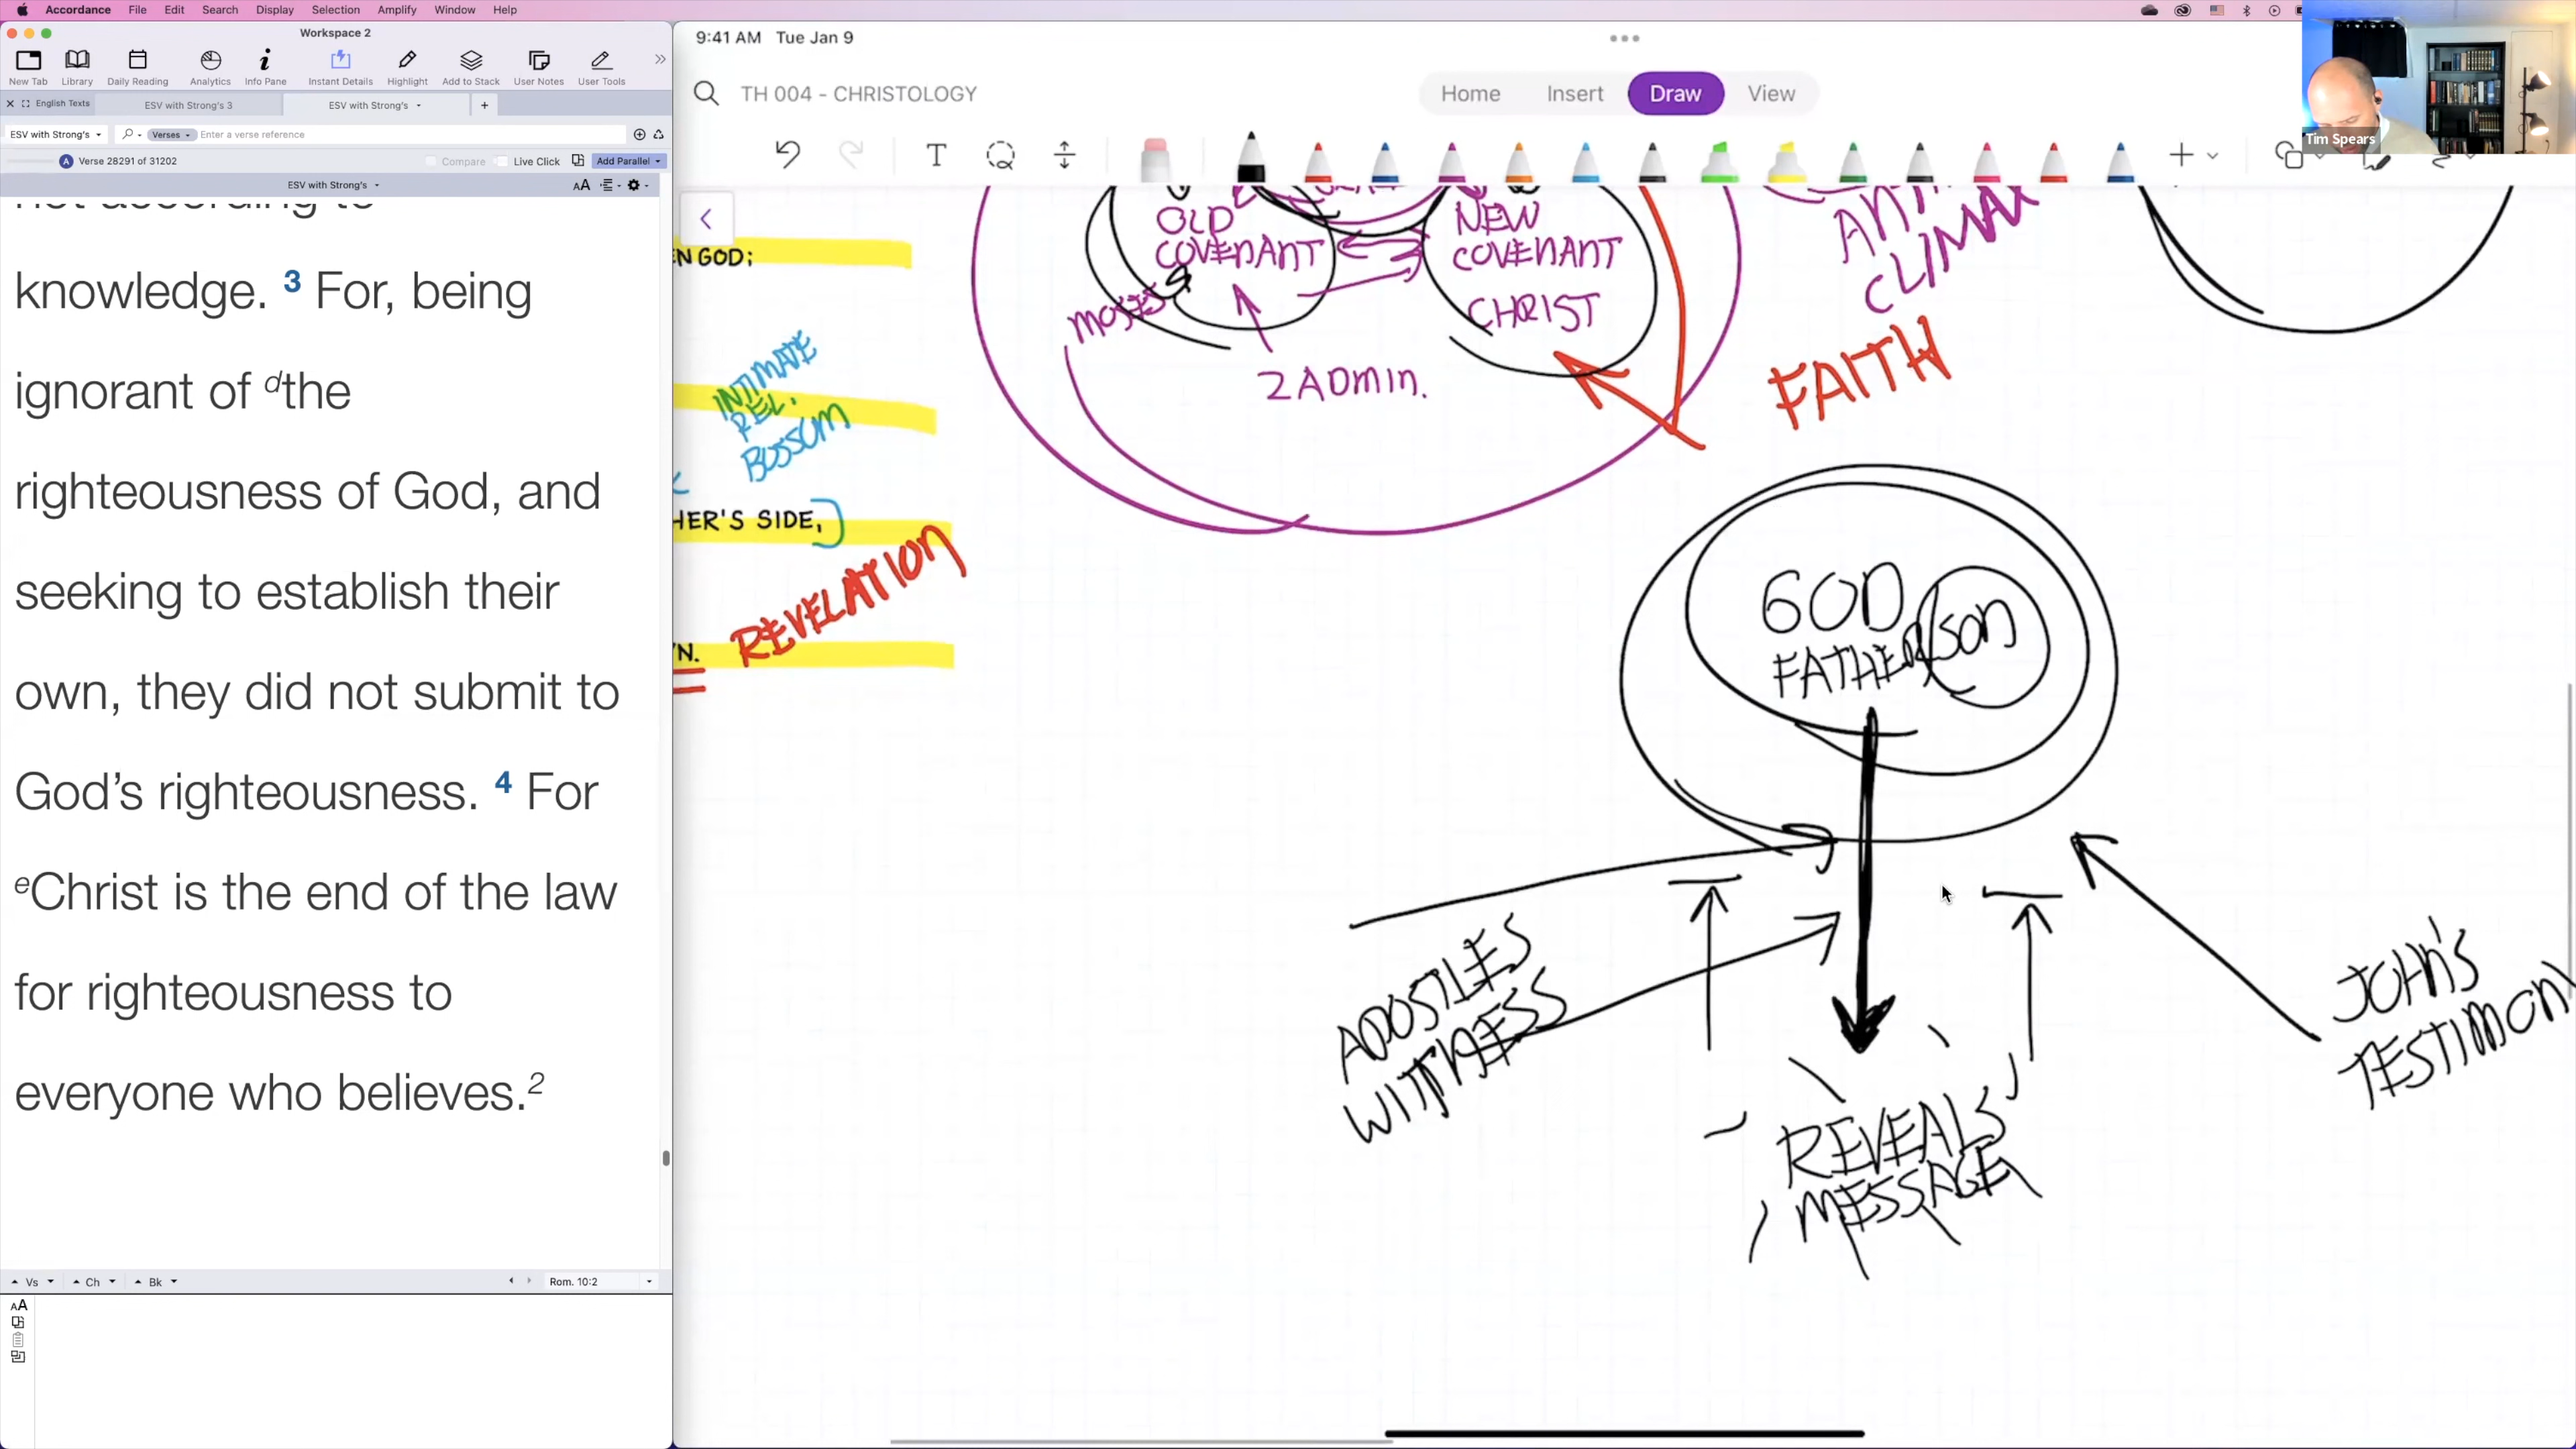 Accordance File Edit Search Display Selection Amplify Window Help
Workspace 2
New Tab Library Daily Reading Analytics Info Pane Instant Details Highlight Add to Stack User Notes User Tools
English Texts ESV with Strong's 3 ESV with Strong's
ESV with Strong's Verses Enter a verse reference
Verse 28291 of 31202 Compare Live Click Add Parallel
ESV with Strong's
not according to
knowledge. 3 For, being
ignorant of dthe
righteousness of God, and
seeking to establish their
own, they did not submit to
God's righteousness. 4 For
eChrist is the end of the law
for righteousness to
everyone who believes.2
Vs Ch Bk Rom. 10:2
9:41 AM Tue Jan 9
TH 004 - CHRISTOLOGY
Home Insert Draw View
Tim Spears
EN GOD;
INTIMATE
REL.
BOSSOM
HER'S SIDE,
REVELATION
N.
OLD
COVENANT
MOSES
NEW
COVENANT
CHRIST
2 ADMIN.
CLIMAX
FAITH
GOD
FATHER SON
APOSTLES
WITNESS
REVEALS
MESSAGE
JOHN'S
TESTIMONY